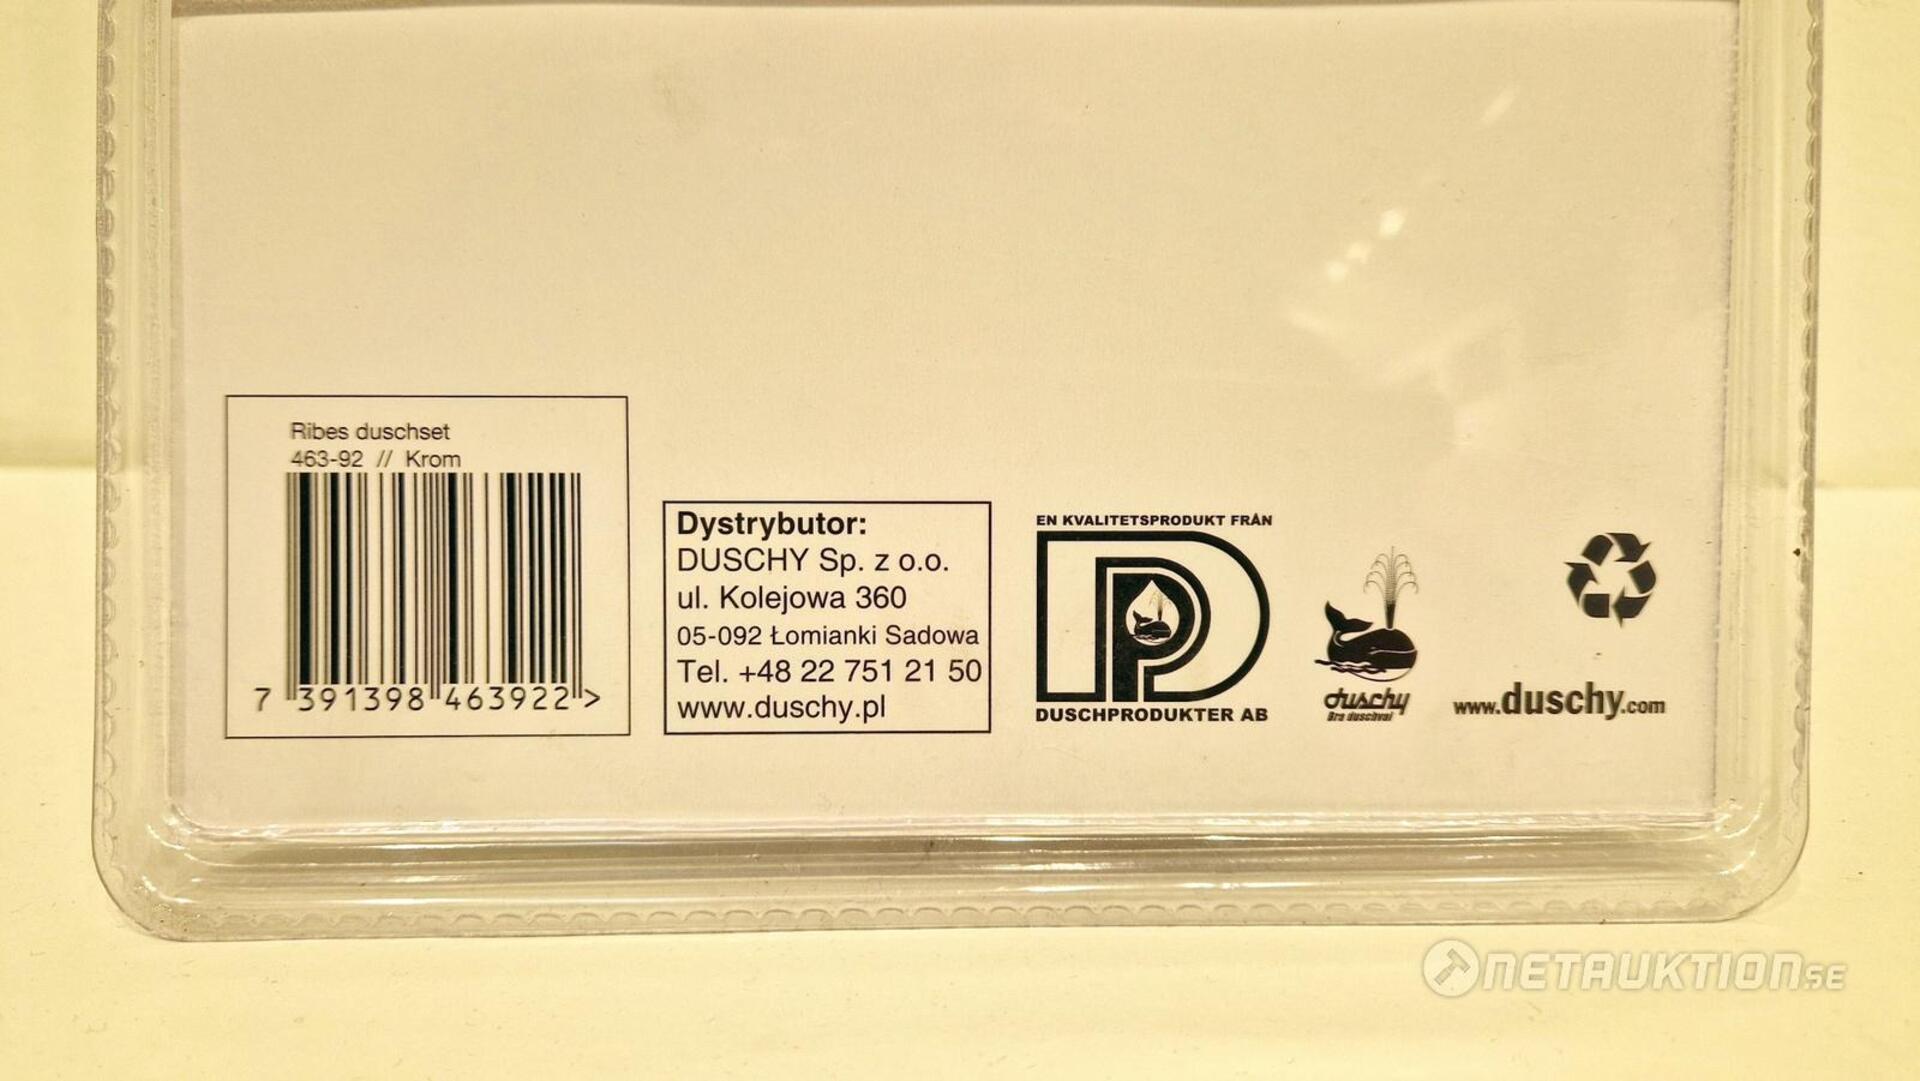 Ribes duschset
463-92 // Krom
7 391398 463922 >
Dystrybutor:
DUSCHY Sp. z o.o.
ul. Kolejowa 360
05-092 Łomianki Sadowa
Tel. +48 22 751 21 50
www.duschy.pl
EN KVALITETSPRODUKT FRÅN
DUSCHPRODUKTER AB
duschy
Bra duschval
www.duschy.com
NETAUKTION.SE